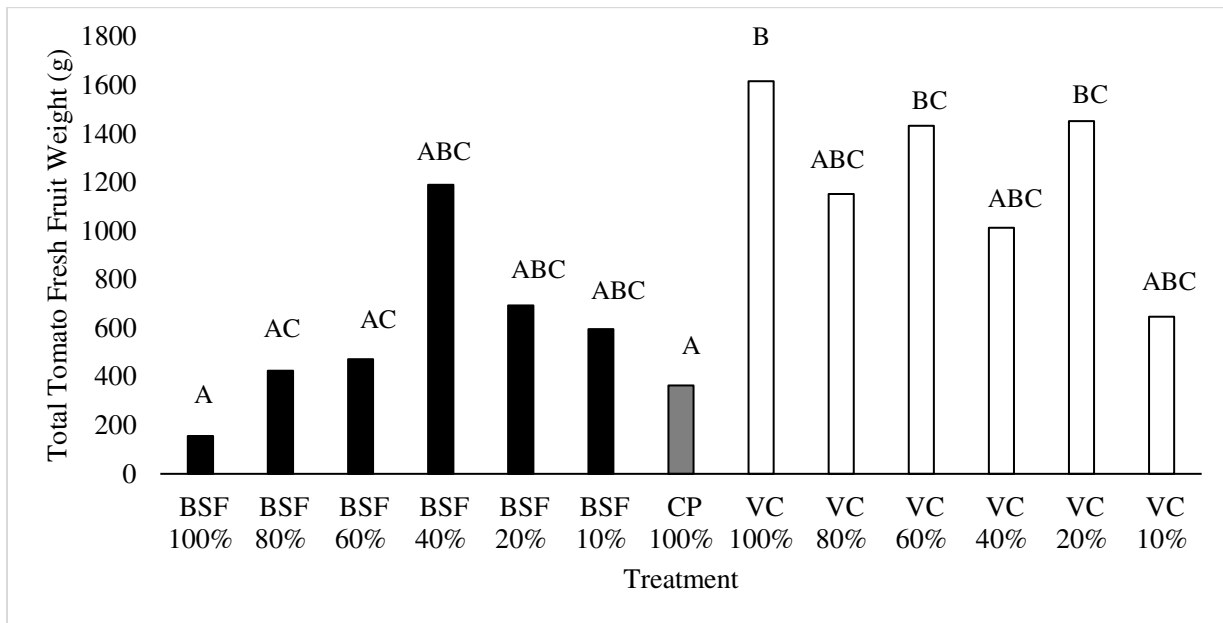 Total Tomato Fresh Fruit Weight (g)
1800
1600
1400
1200
1000
800
600
400
200
0
A
AC
AC
ABC
ABC
ABC
A
B
ABC
BC
ABC
BC
ABC
BSF BSF BSF BSF BSF BSF CP VC VC VC VC VC VC
100% 80% 60% 40% 20% 10% 100% 100% 80% 60% 40% 20% 10%
Treatment